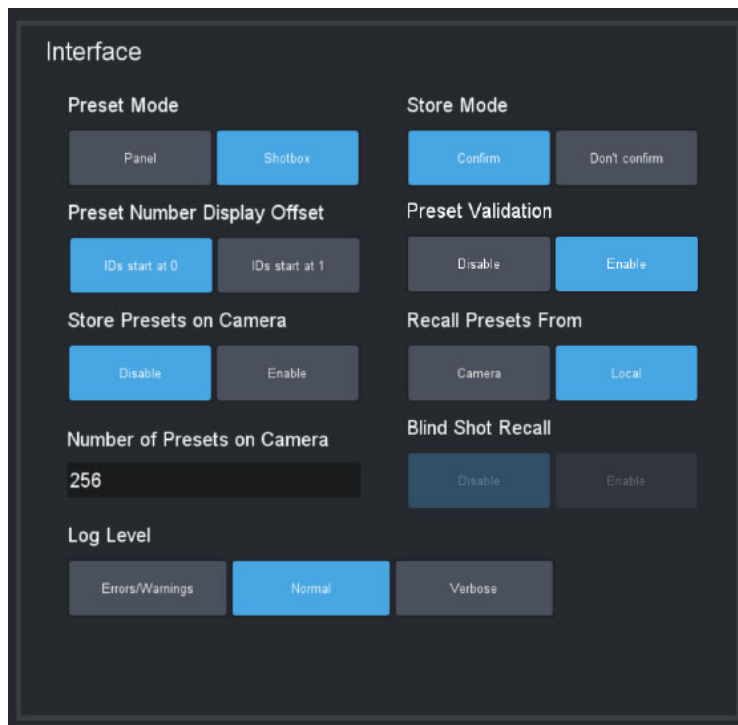 Interface
Preset Mode
Store Mode
Panel
Shotbox
Confirm
Don't confirm
Preset Number Display Offset
Preset Validation
IDs start at 0
IDs start at 1
Disable
Enable
Store Presets on Camera
Recall Presets From
Disable
Enable
Camera
Local
Number of Presets on Camera
Blind Shot Recall
256
Disable
Enable
Log Level
Errors/Warnings
Normal
Verbose